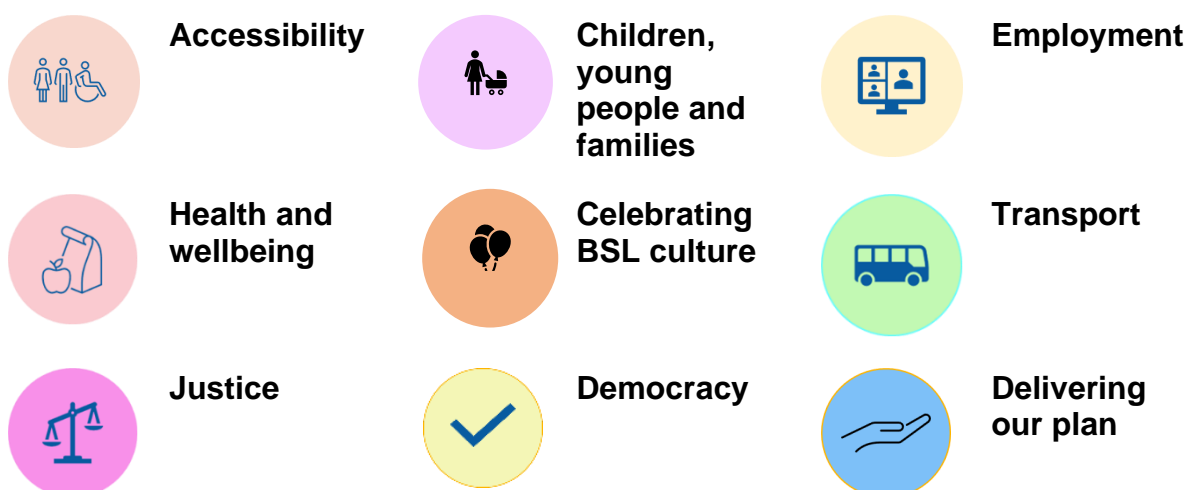 Accessibility
Children,
young
people and
families
Employment
Health and
wellbeing
Celebrating
BSL culture
Transport
Justice
Democracy
Delivering
our plan